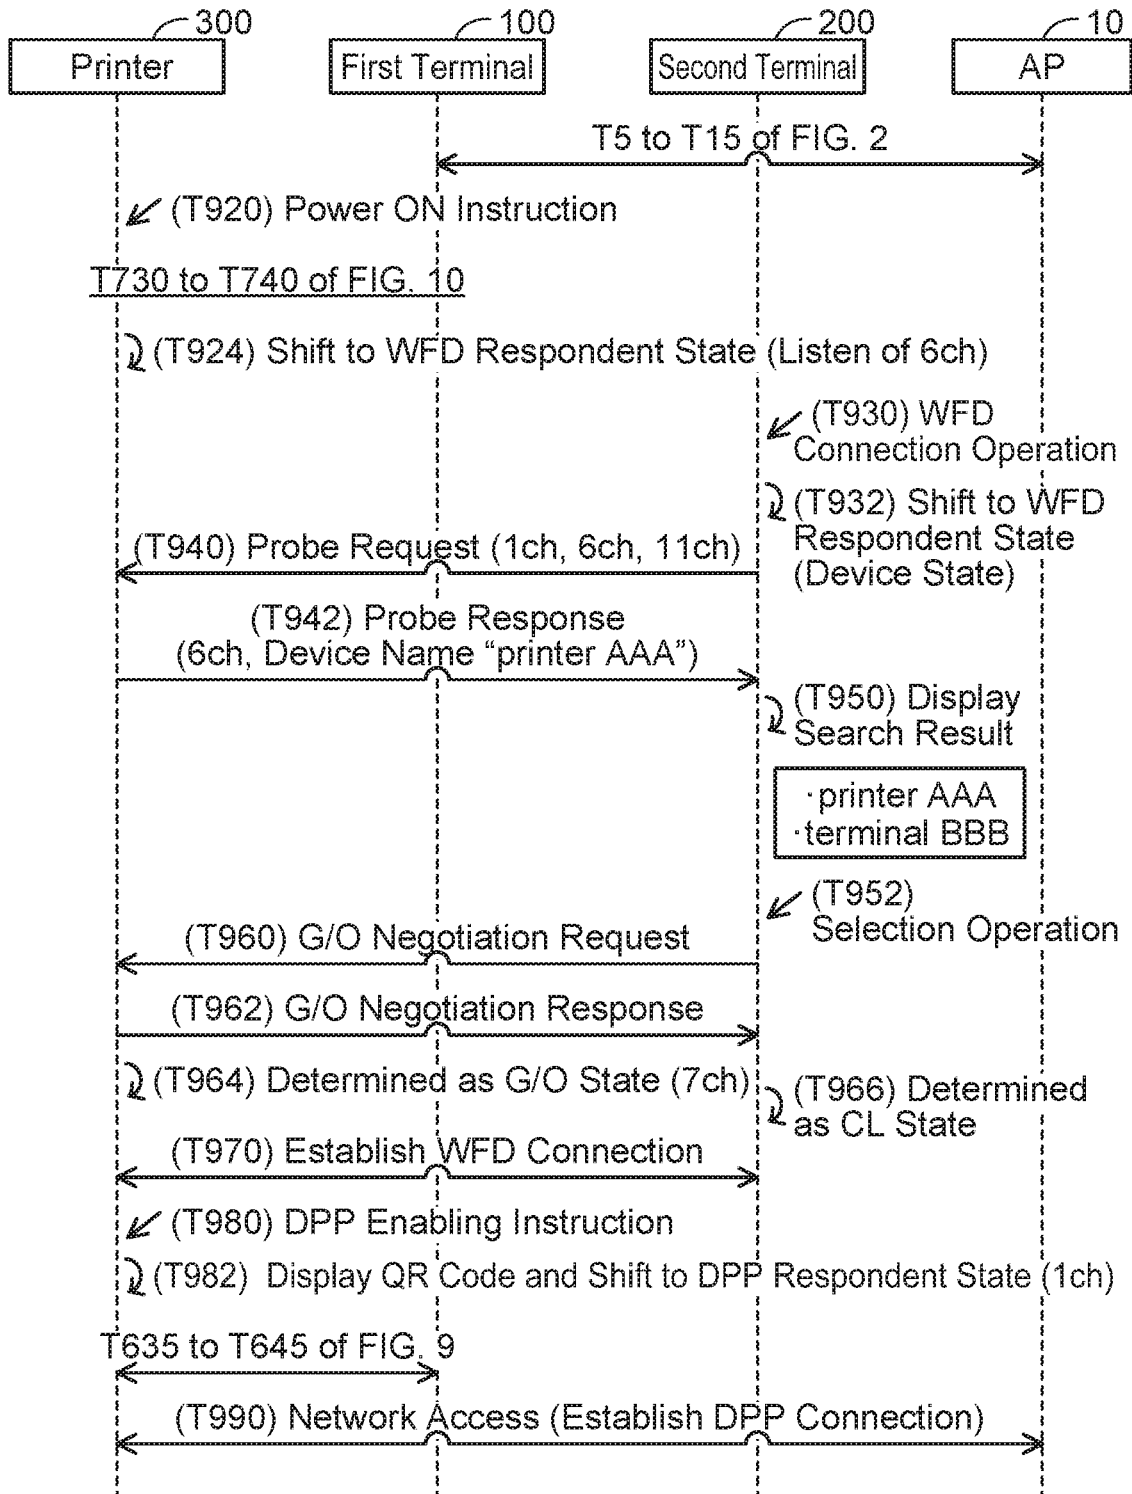 300
100
200
10
Printer
First Terminal
Second Terminal
AP
T5 to T15 of FIG. 2
(T920) Power ON Instruction
T730 to T740 of FIG. 10
(T924) Shift to WFD Respondent State (Listen of 6ch)
(T930) WFD
Connection Operation
(T932) Shift to WFD
Respondent State
(Device State)
(T940) Probe Request (1ch, 6ch, 11ch)
(T942) Probe Response
(6ch, Device Name “printer AAA”)
(T950) Display
Search Result
·printer AAA
·terminal BBB
(T952)
Selection Operation
(T960) G/O Negotiation Request
(T962) G/O Negotiation Response
(T964) Determined as G/O State (7ch)
(T966) Determined
as CL State
(T970) Establish WFD Connection
(T980) DPP Enabling Instruction
(T982) Display QR Code and Shift to DPP Respondent State (1ch)
T635 to T645 of FIG. 9
(T990) Network Access (Establish DPP Connection)